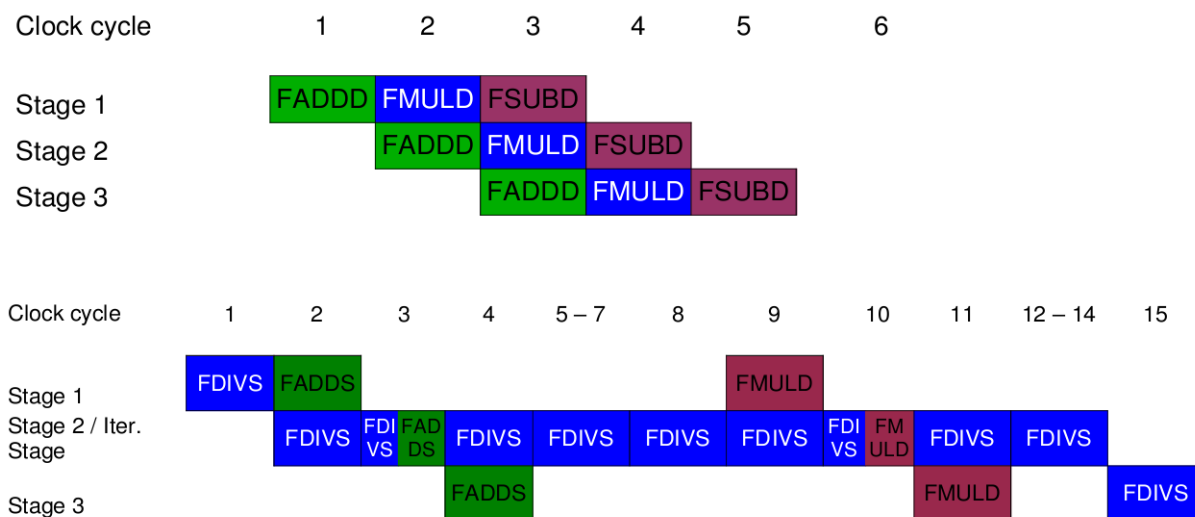 Clock cycle 1 2 3 4 5 6
Stage 1 FADDD FMULD FSUBD
Stage 2 FADDD FMULD FSUBD
Stage 3 FADDD FMULD FSUBD
Clock cycle 1 2 3 4 5 – 7 8 9 10 11 12 – 14 15
Stage 1 FDIVS FADDS FMULD
Stage 2 / Iter.
Stage FDIVS FDI
VS FAD
DS FDIVS FDIVS FDIVS FDIVS FDI
VS FM
ULD FDIVS FDIVS
Stage 3 FADDS FMULD FDIVS